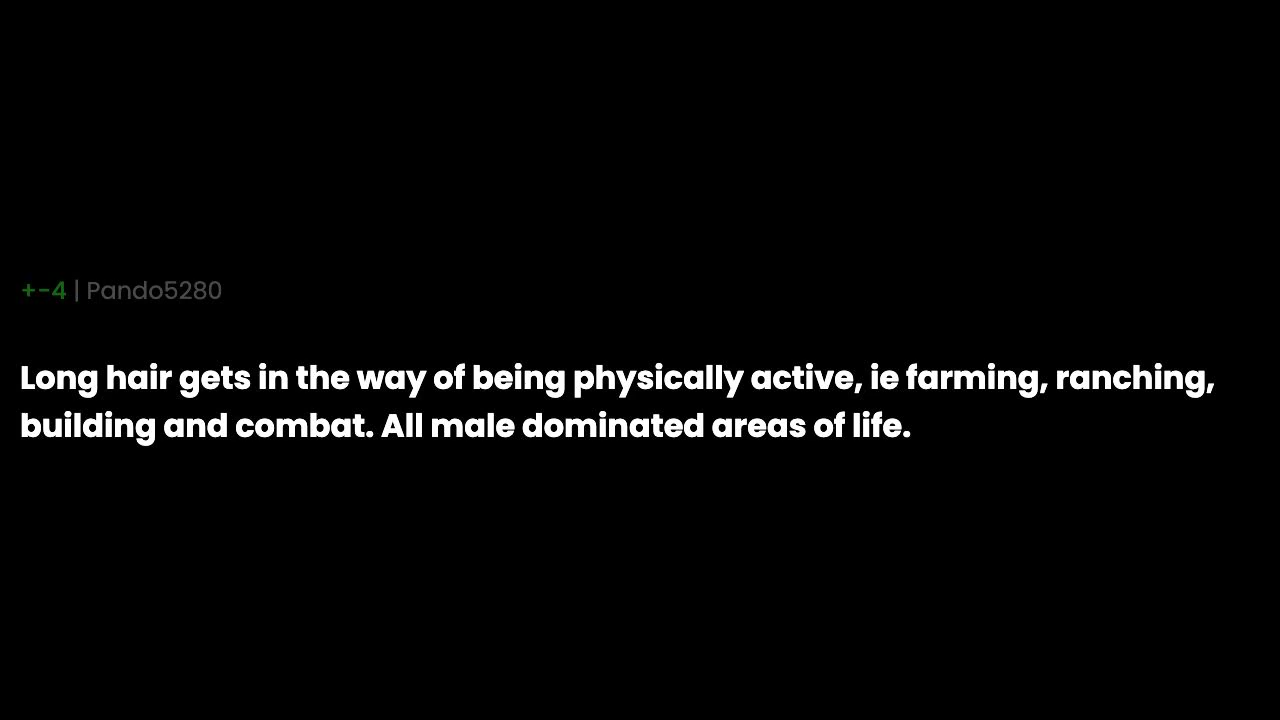 +-4 | Pando5280
Long hair gets in the way of being physically active, ie farming, ranching,
building and combat. All male dominated areas of life.